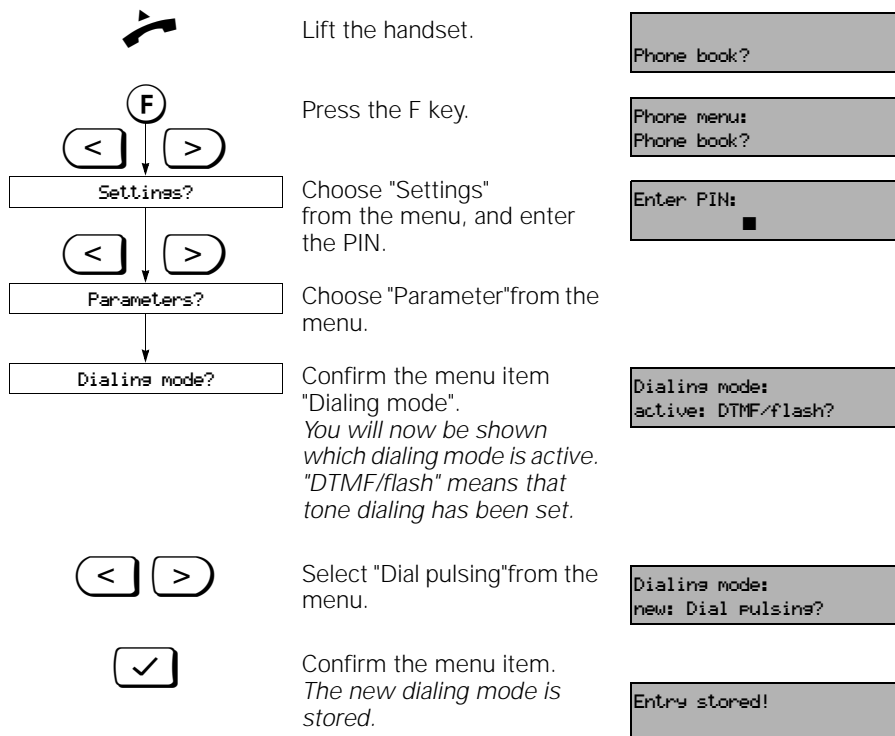 Lift the handset.
Phone book?
F
Press the F key.
Phone menu:
Phone book?
< >
Settings?
Choose "Settings"
from the menu, and enter
the PIN.
Enter PIN:
< >
Parameters?
Choose "Parameter"from the
menu.
Dialing mode?
Confirm the menu item
"Dialing mode".
You will now be shown
which dialing mode is active.
"DTMF/flash" means that
tone dialing has been set.
Dialing mode:
active: DTMF/flash?
< >
Select "Dial pulsing"from the
menu.
Dialing mode:
new: Dial pulsing?
Confirm the menu item.
The new dialing mode is
stored.
Entry stored!